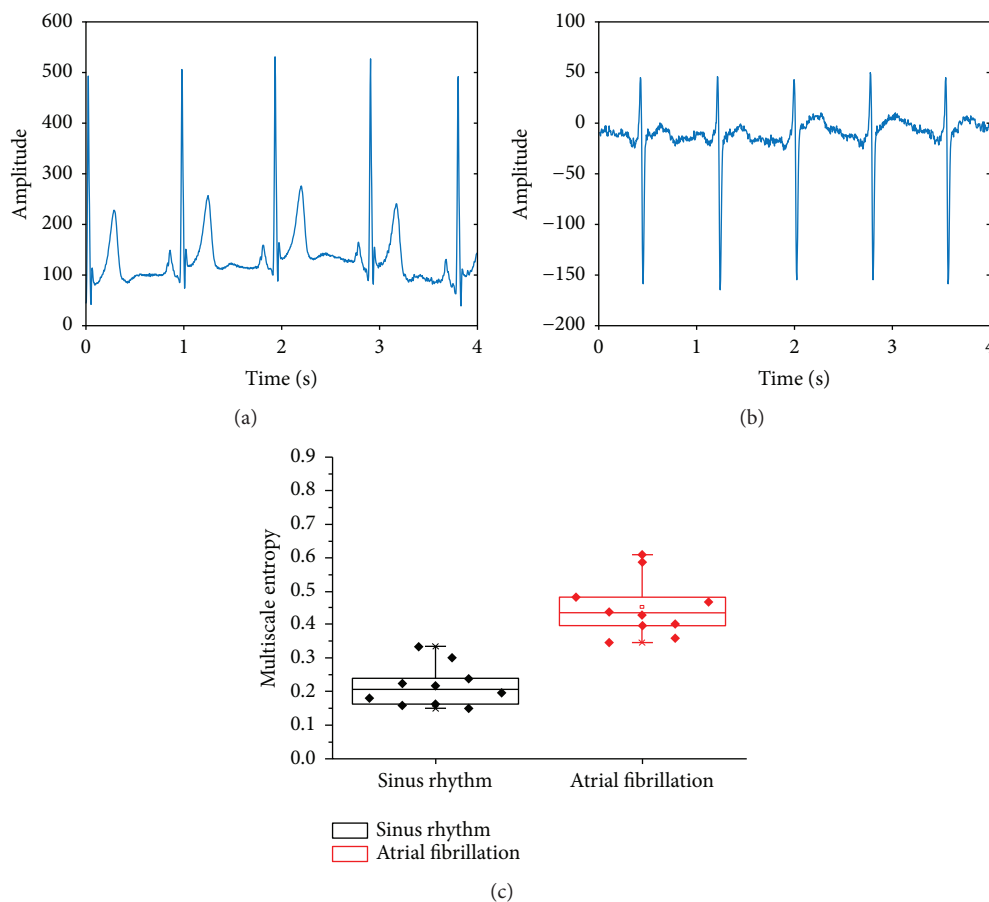 600
500
400
300
200
100
0
Amplitude
0 1 2 3 4
Time (s)
(a)
100
50
0
−50
−100
−150
−200
Amplitude
0 1 2 3 4
Time (s)
(b)
0.9
0.8
0.7
0.6
0.5
0.4
0.3
0.2
0.1
0.0
Multiscale entropy
Sinus rhythm Atrial fibrillation
Sinus rhythm
Atrial fibrillation
(c)